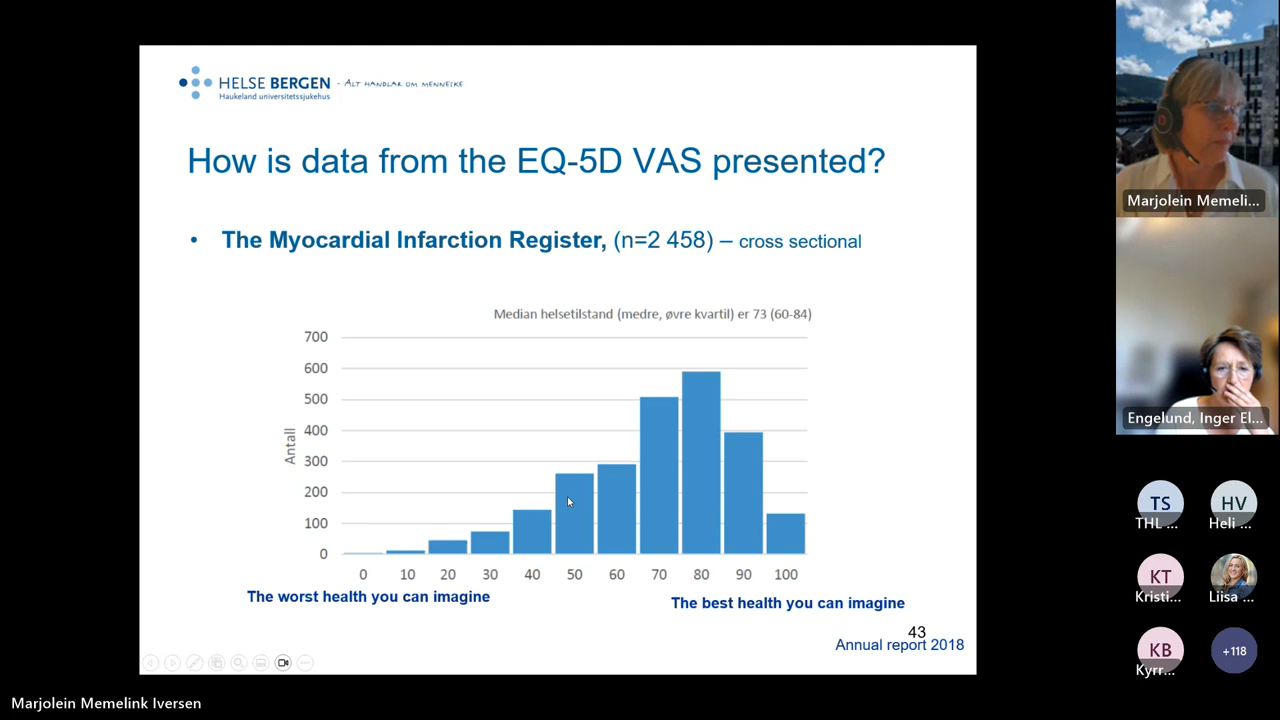 HELSE BERGEN - ALT HANDLAR OM MENNESKE
Haukeland universitetssjukehus
How is data from the EQ-5D VAS presented?
• The Myocardial Infarction Register, (n=2 458) – cross sectional
Median helsetilstand (medre, øvre kvartil) er 73 (60-84)
Antall
700
600
500
400
300
200
100
0
0 10 20 30 40 50 60 70 80 90 100
The worst health you can imagine
The best health you can imagine
43
Annual report 2018
Marjolein Memeli...
Engelund, Inger El...
TS HV
THL ... Heli ...
KT
Kristi... Liisa ...
KB +118
Kyrr...
Marjolein Memelink Iversen